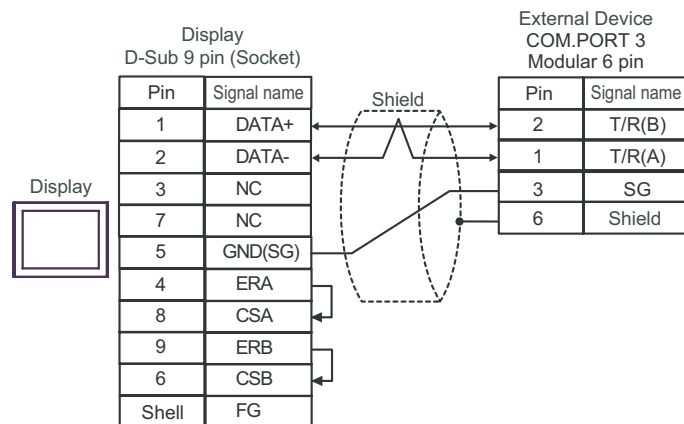 Display
D-Sub 9 pin (Socket)
External Device
COM.PORT 3
Modular 6 pin
Pin Signal name
1 DATA+
2 DATA-
3 NC
7 NC
5 GND(SG)
4 ERA
8 CSA
9 ERB
6 CSB
Shell FG
Display
Shield
Pin Signal name
2 T/R(B)
1 T/R(A)
3 SG
6 Shield